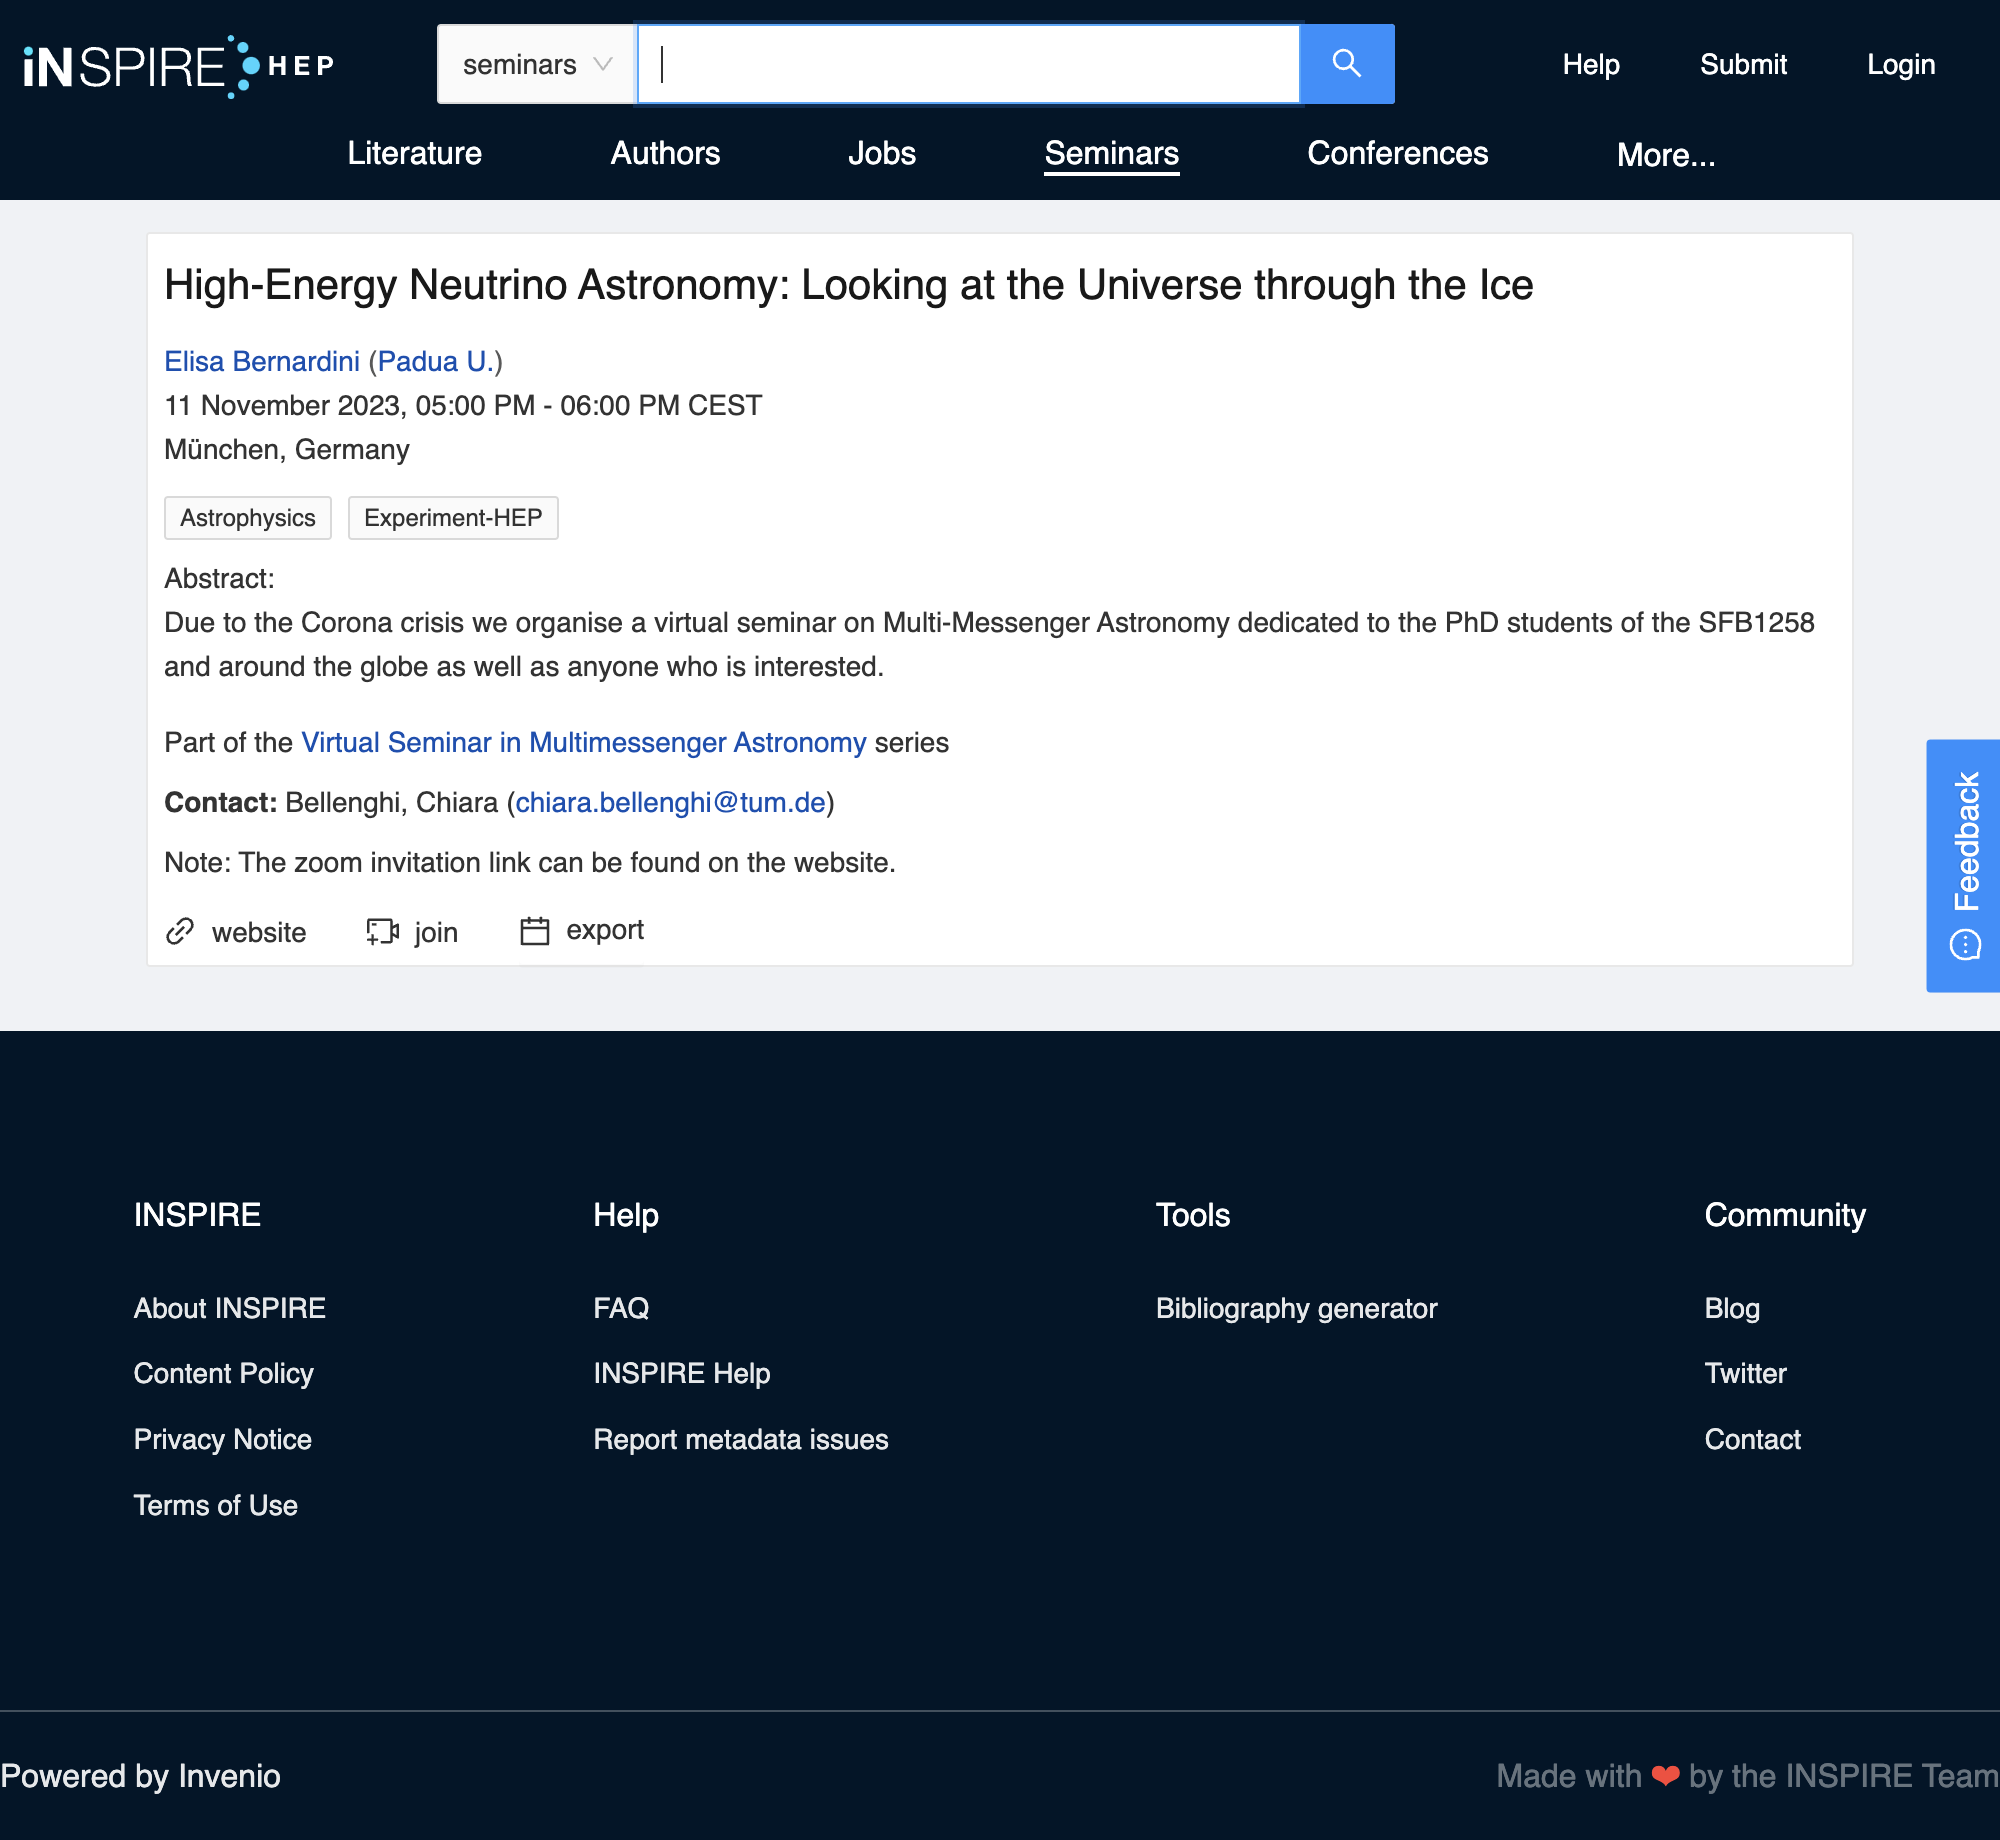 iNSPIRE HEP
seminars
Help
Submit
Login
Literature
Authors
Jobs
Seminars
Conferences
More...
High-Energy Neutrino Astronomy: Looking at the Universe through the Ice
Elisa Bernardini (Padua U.)
11 November 2023, 05:00 PM - 06:00 PM CEST
München, Germany
Astrophysics
Experiment-HEP
Abstract:
Due to the Corona crisis we organise a virtual seminar on Multi-Messenger Astronomy dedicated to the PhD students of the SFB1258
and around the globe as well as anyone who is interested.
Part of the Virtual Seminar in Multimessenger Astronomy series
Contact: Bellenghi, Chiara (chiara.bellenghi@tum.de)
Note: The zoom invitation link can be found on the website.
website
join
export
Feedback
INSPIRE
About INSPIRE
Content Policy
Privacy Notice
Terms of Use
Help
FAQ
INSPIRE Help
Report metadata issues
Tools
Bibliography generator
Community
Blog
Twitter
Contact
Powered by Invenio
Made with ❤ by the INSPIRE Team